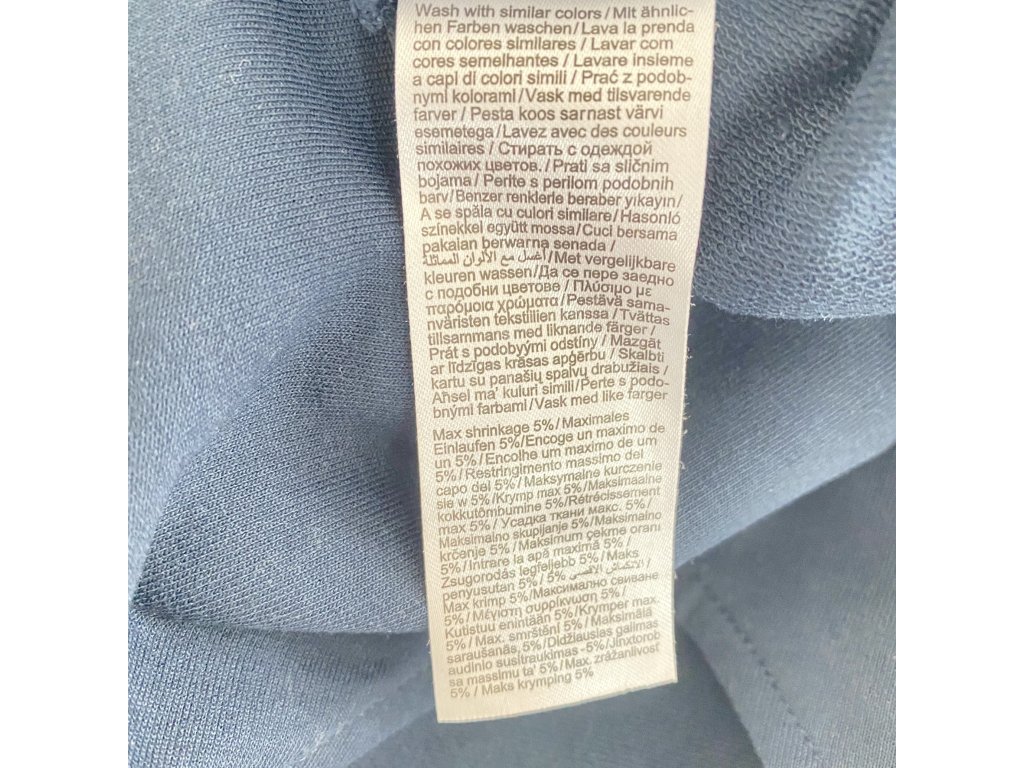 Wash with similar colors / Mit ähnlic-
hen Farben waschen / Lava la prenda
con colores similares / Lavar com
cores semelhantes / Lavare insieme
a capi di colori simili / Prać z podob-
nymi kolorami / Vask med tilsvarende
farver / Pesta koos sarnast värvi
esemetega / Lavez avec des couleurs
similaires / Стирать с одеждой
похожих цветов. / Prati sa sličnim
bojama / Perite s perilom podobnih
barv / Benzer renklerle beraber yıkayın /
A se spăla cu culori similare / Hasonló
színekkel együtt mossa / Cuci bersama
pakaian berwarna senada /
أغسل مع الألوان المماثلة / Met vergelijkbare
kleuren wassen / Да се пере заедно
с подобни цветове / Πλύσιμο με
παρόμοια χρώματα / Pestävä sama-
nväristen tekstiilien kanssa / Tvättas
tillsammans med liknande färger /
Prát s podobyými odstíny / Mazgāt
ar līdzīgas krāsas apģērbu / Skalbti
kartu su panašių spalvų drabužiais /
Aħsel ma' kuluri simili / Perte s podo-
bnými farbami / Vask med like farger
Max shrinkage 5% / Maximales
Einlaufen 5% / Encoge un maximo de
un 5% / Encolhe um maximo de um
5% / Restringimento massimo del
capo del 5% / Maksymalne kurczenie
sie w 5% / Krymp max 5% / Maksimaalne
kokkutõmbumine 5% / Rétrécissement
max 5% / Усадка ткани макс. 5% /
Maksimalno skupljanje 5% / Maksimalno
krčenje 5% / Maksimum çekme oranı
5% / Intrare la apă maximă 5% /
Zsugorodás legfeljebb 5% / Maks
penyusutan 5% / 5% الانكماش الأقصى /
Max krimp 5% / Максимално свиване
5% / Μέγιστη συρρίκνωση 5% /
Kutistuu enintään 5% / Krymper max.
5% / Max. smrštění 5% / Maksimālā
saraušanās, 5% / Didžiausias galimas
audinio susitraukimas -5% / Jinxtorob
sa massimu ta' 5% / Max. zrážanlivosť
5% / Maks krymping 5%